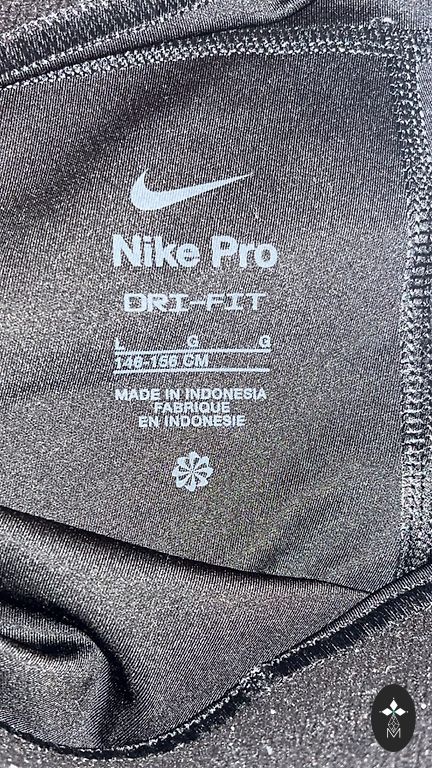 Nike Pro
DRI-FIT
L G G
146-156 CM
MADE IN INDONESIA
FABRIQUE
EN INDONESIE
M